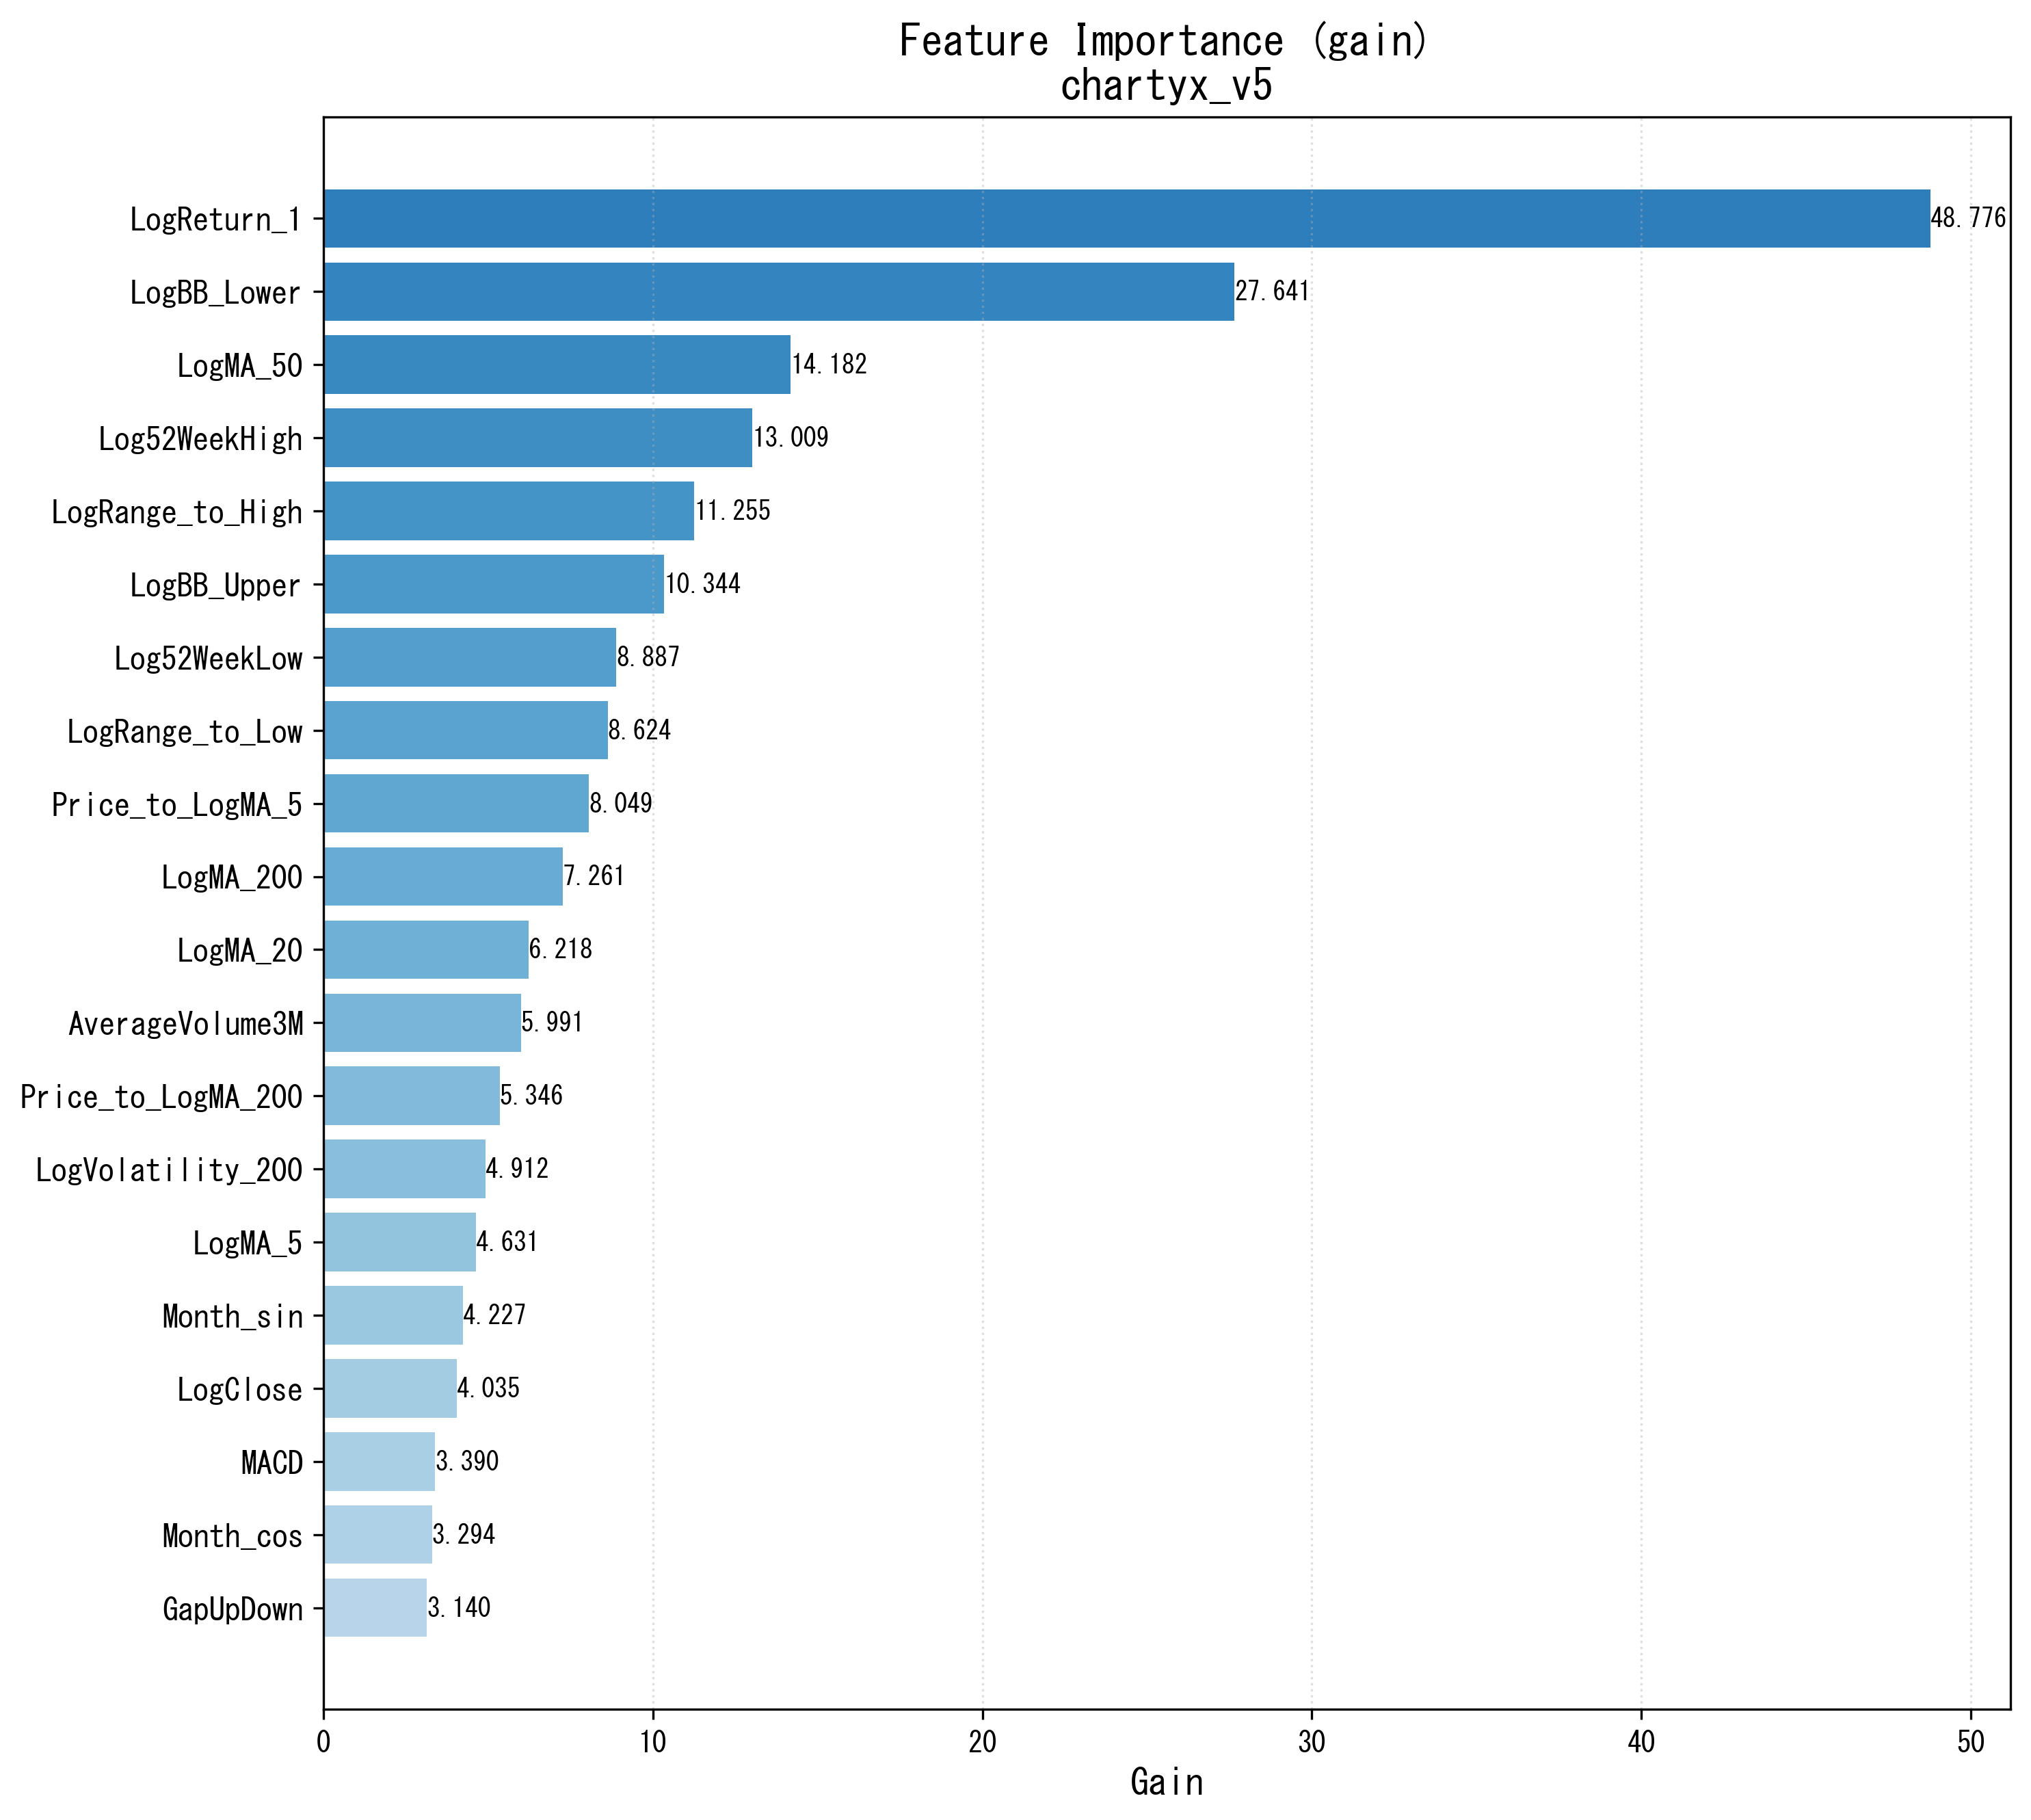 Feature Importance (gain)
chartyx_v5
LogReturn_1 48.776
LogBB_Lower 27.641
LogMA_50 14.182
Log52WeekHigh 13.009
LogRange_to_High 11.255
LogBB_Upper 10.344
Log52WeekLow 8.887
LogRange_to_Low 8.624
Price_to_LogMA_5 8.049
LogMA_200 7.261
LogMA_20 6.218
AverageVolume3M 5.991
Price_to_LogMA_200 5.346
LogVolatility_200 4.912
LogMA_5 4.631
Month_sin 4.227
LogClose 4.035
MACD 3.390
Month_cos 3.294
GapUpDown 3.140
0 10 20 30 40 50
Gain